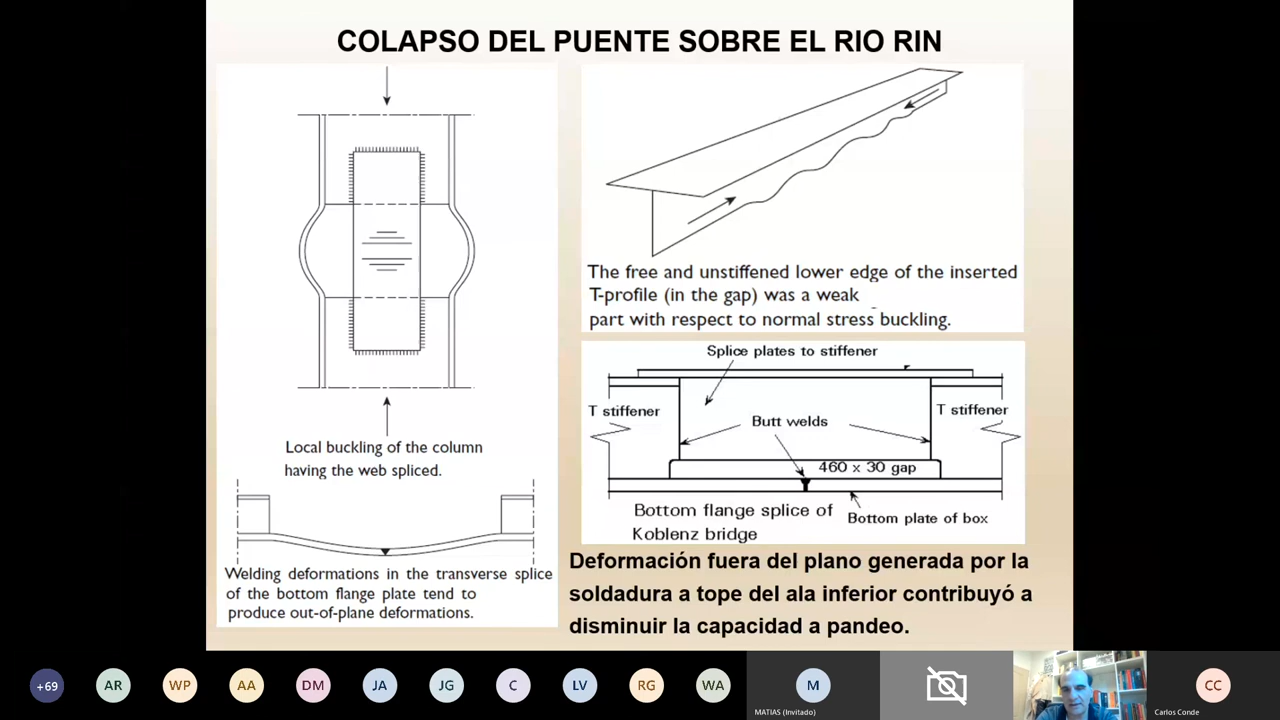 COLAPSO DEL PUENTE SOBRE EL RIO RIN
Local buckling of the column
having the web spliced.
Welding deformations in the transverse splice
of the bottom flange plate tend to
produce out-of-plane deformations.
The free and unstiffened lower edge of the inserted
T-profile (in the gap) was a weak
part with respect to normal stress buckling.
Splice plates to stiffener
T stiffener
T stiffener
Butt welds
460 x 30 gap
Bottom flange splice of
Koblenz bridge
Bottom plate of box
Deformación fuera del plano generada por la
soldadura a tope del ala inferior contribuyó a
disminuir la capacidad a pandeo.
+69 AR WP AA DM JA JG C LV RG WA M CC
MATIAS (Invitado)
Carlos Conde